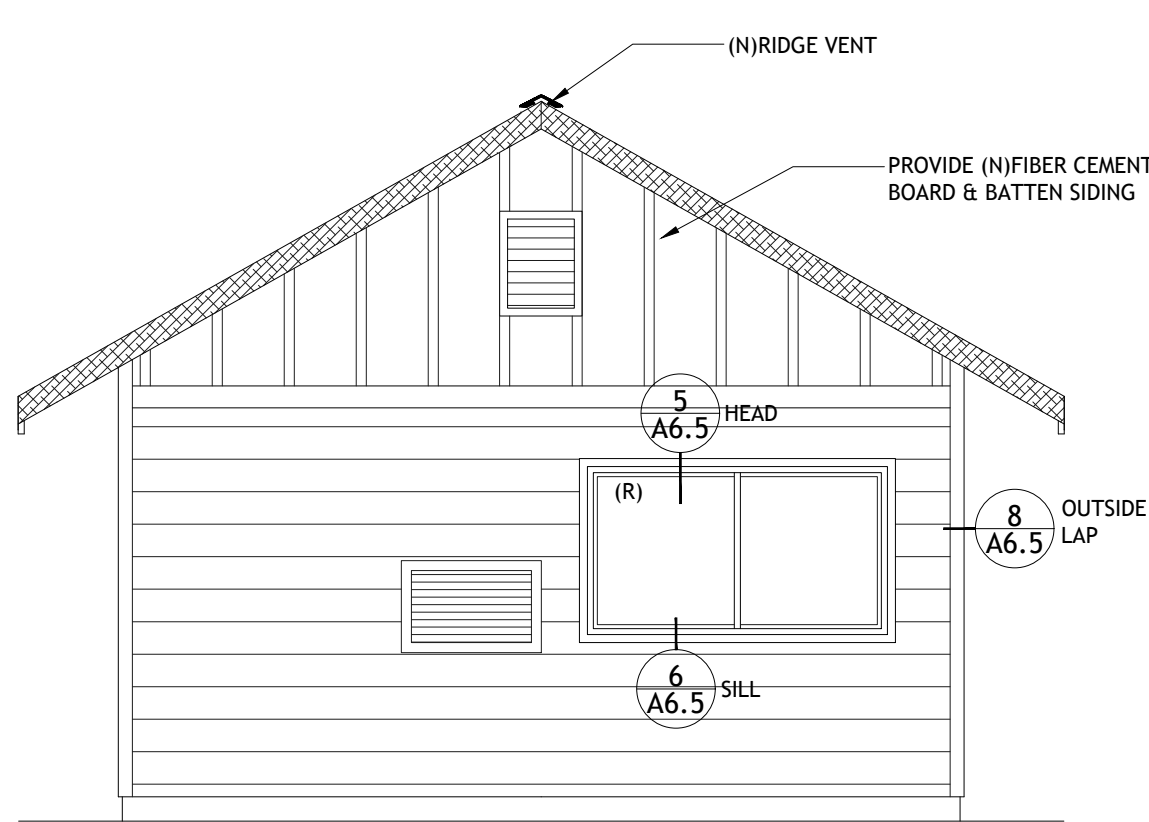 (N)RIDGE VENT
PROVIDE (N)FIBER CEMENT
BOARD & BATTEN SIDING
5
A6.5
HEAD
(R)
8
A6.5
OUTSIDE
LAP
6
A6.5
SILL